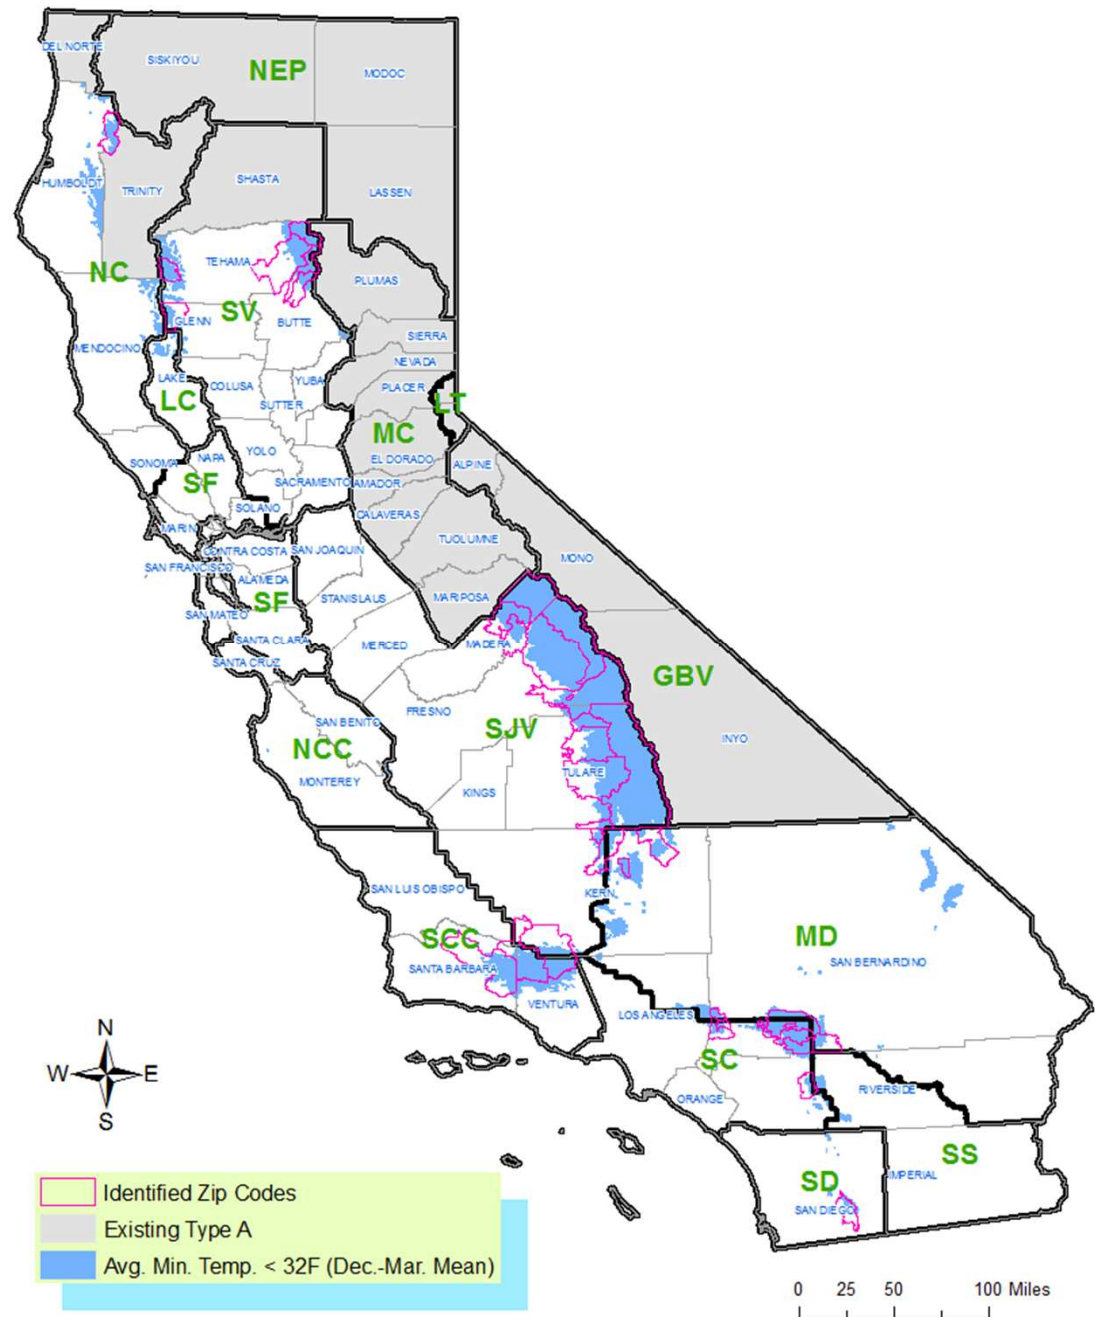 DEL NORTE
SISKIYOU
NEP
MODOC
HUMBOLDT
TRINITY
SHASTA
LASSEN
NC
TEHAMA
PLUMAS
SV
GLENN
BUTTE
SIERRA
MENDOCINO
NEVADA
LAKE
COLUSA
YUBA
PLACER
LC
SUTTER
LT
MC
SONOMA
NAPA
YOLO
EL DORADO
ALPINE
SF
SACRAMENTO
AMADOR
SOLANO
MARIN
CALAVERAS
TUOLUMNE
CONTRA COSTA
SAN JOAQUIN
MONO
SAN FRANCISCO
ALAMEDA
SF
STANISLAUS
MARIPOSA
SAN MATEO
SANTA CLARA
MERCED
MADERA
SANTA CRUZ
GBV
FRESNO
SAN BENITO
SJV
NCC
INYO
MONTEREY
TULARE
KINGS
SAN LUIS OBISPO
KERN
SCC
MD
SANTA BARBARA
SAN BERNARDINO
VENTURA
LOS ANGELES
SC
ORANGE
RIVERSIDE
SS
SD
IMPERIAL
SAN DIEGO
N
W
E
S
Identified Zip Codes
Existing Type A
Avg. Min. Temp. < 32F (Dec.-Mar. Mean)
0 25 50 100 Miles